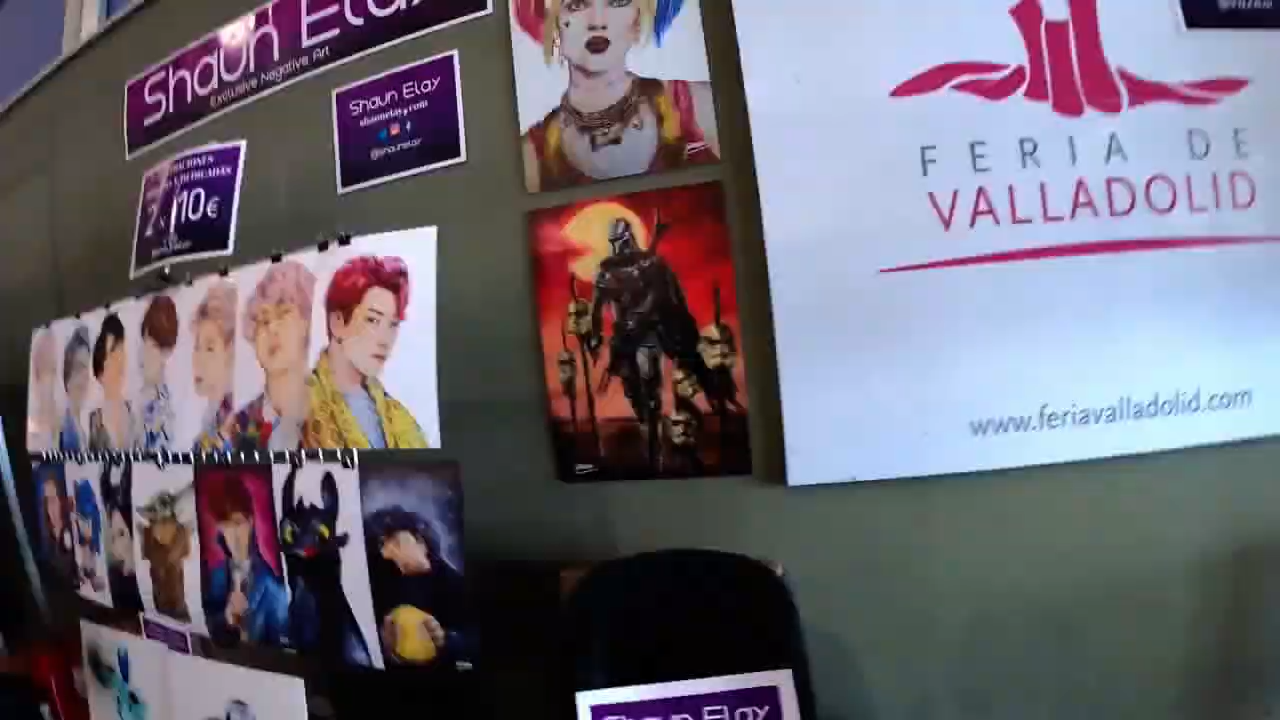 Shaun Elay
Exclusive Negative Art
Shaun Elay
shaunelay.com
@shaunelay
2x 10€
FERIA DE
VALLADOLID
www.feriavalladolid.com
Shaun Elay